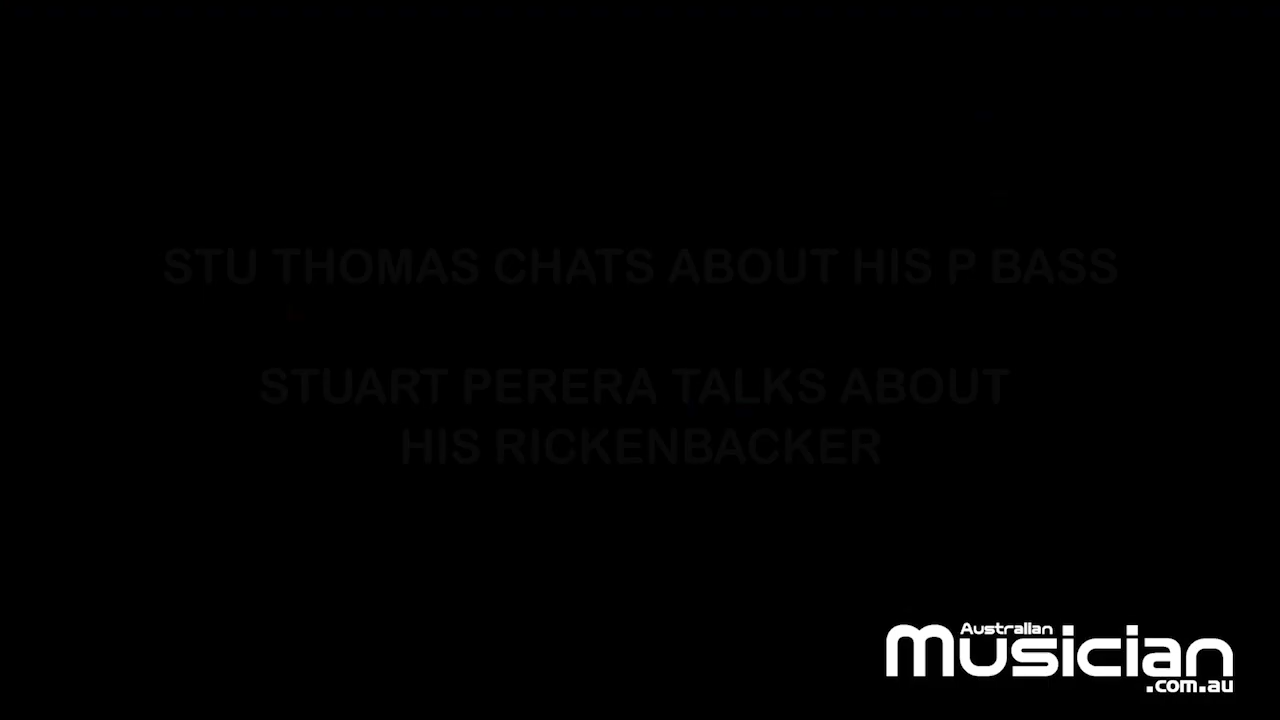 STU THOMAS CHATS ABOUT HIS P BASS
STUART PERERA TALKS ABOUT
HIS RICKENBACKER
Australian
musician
.com.au